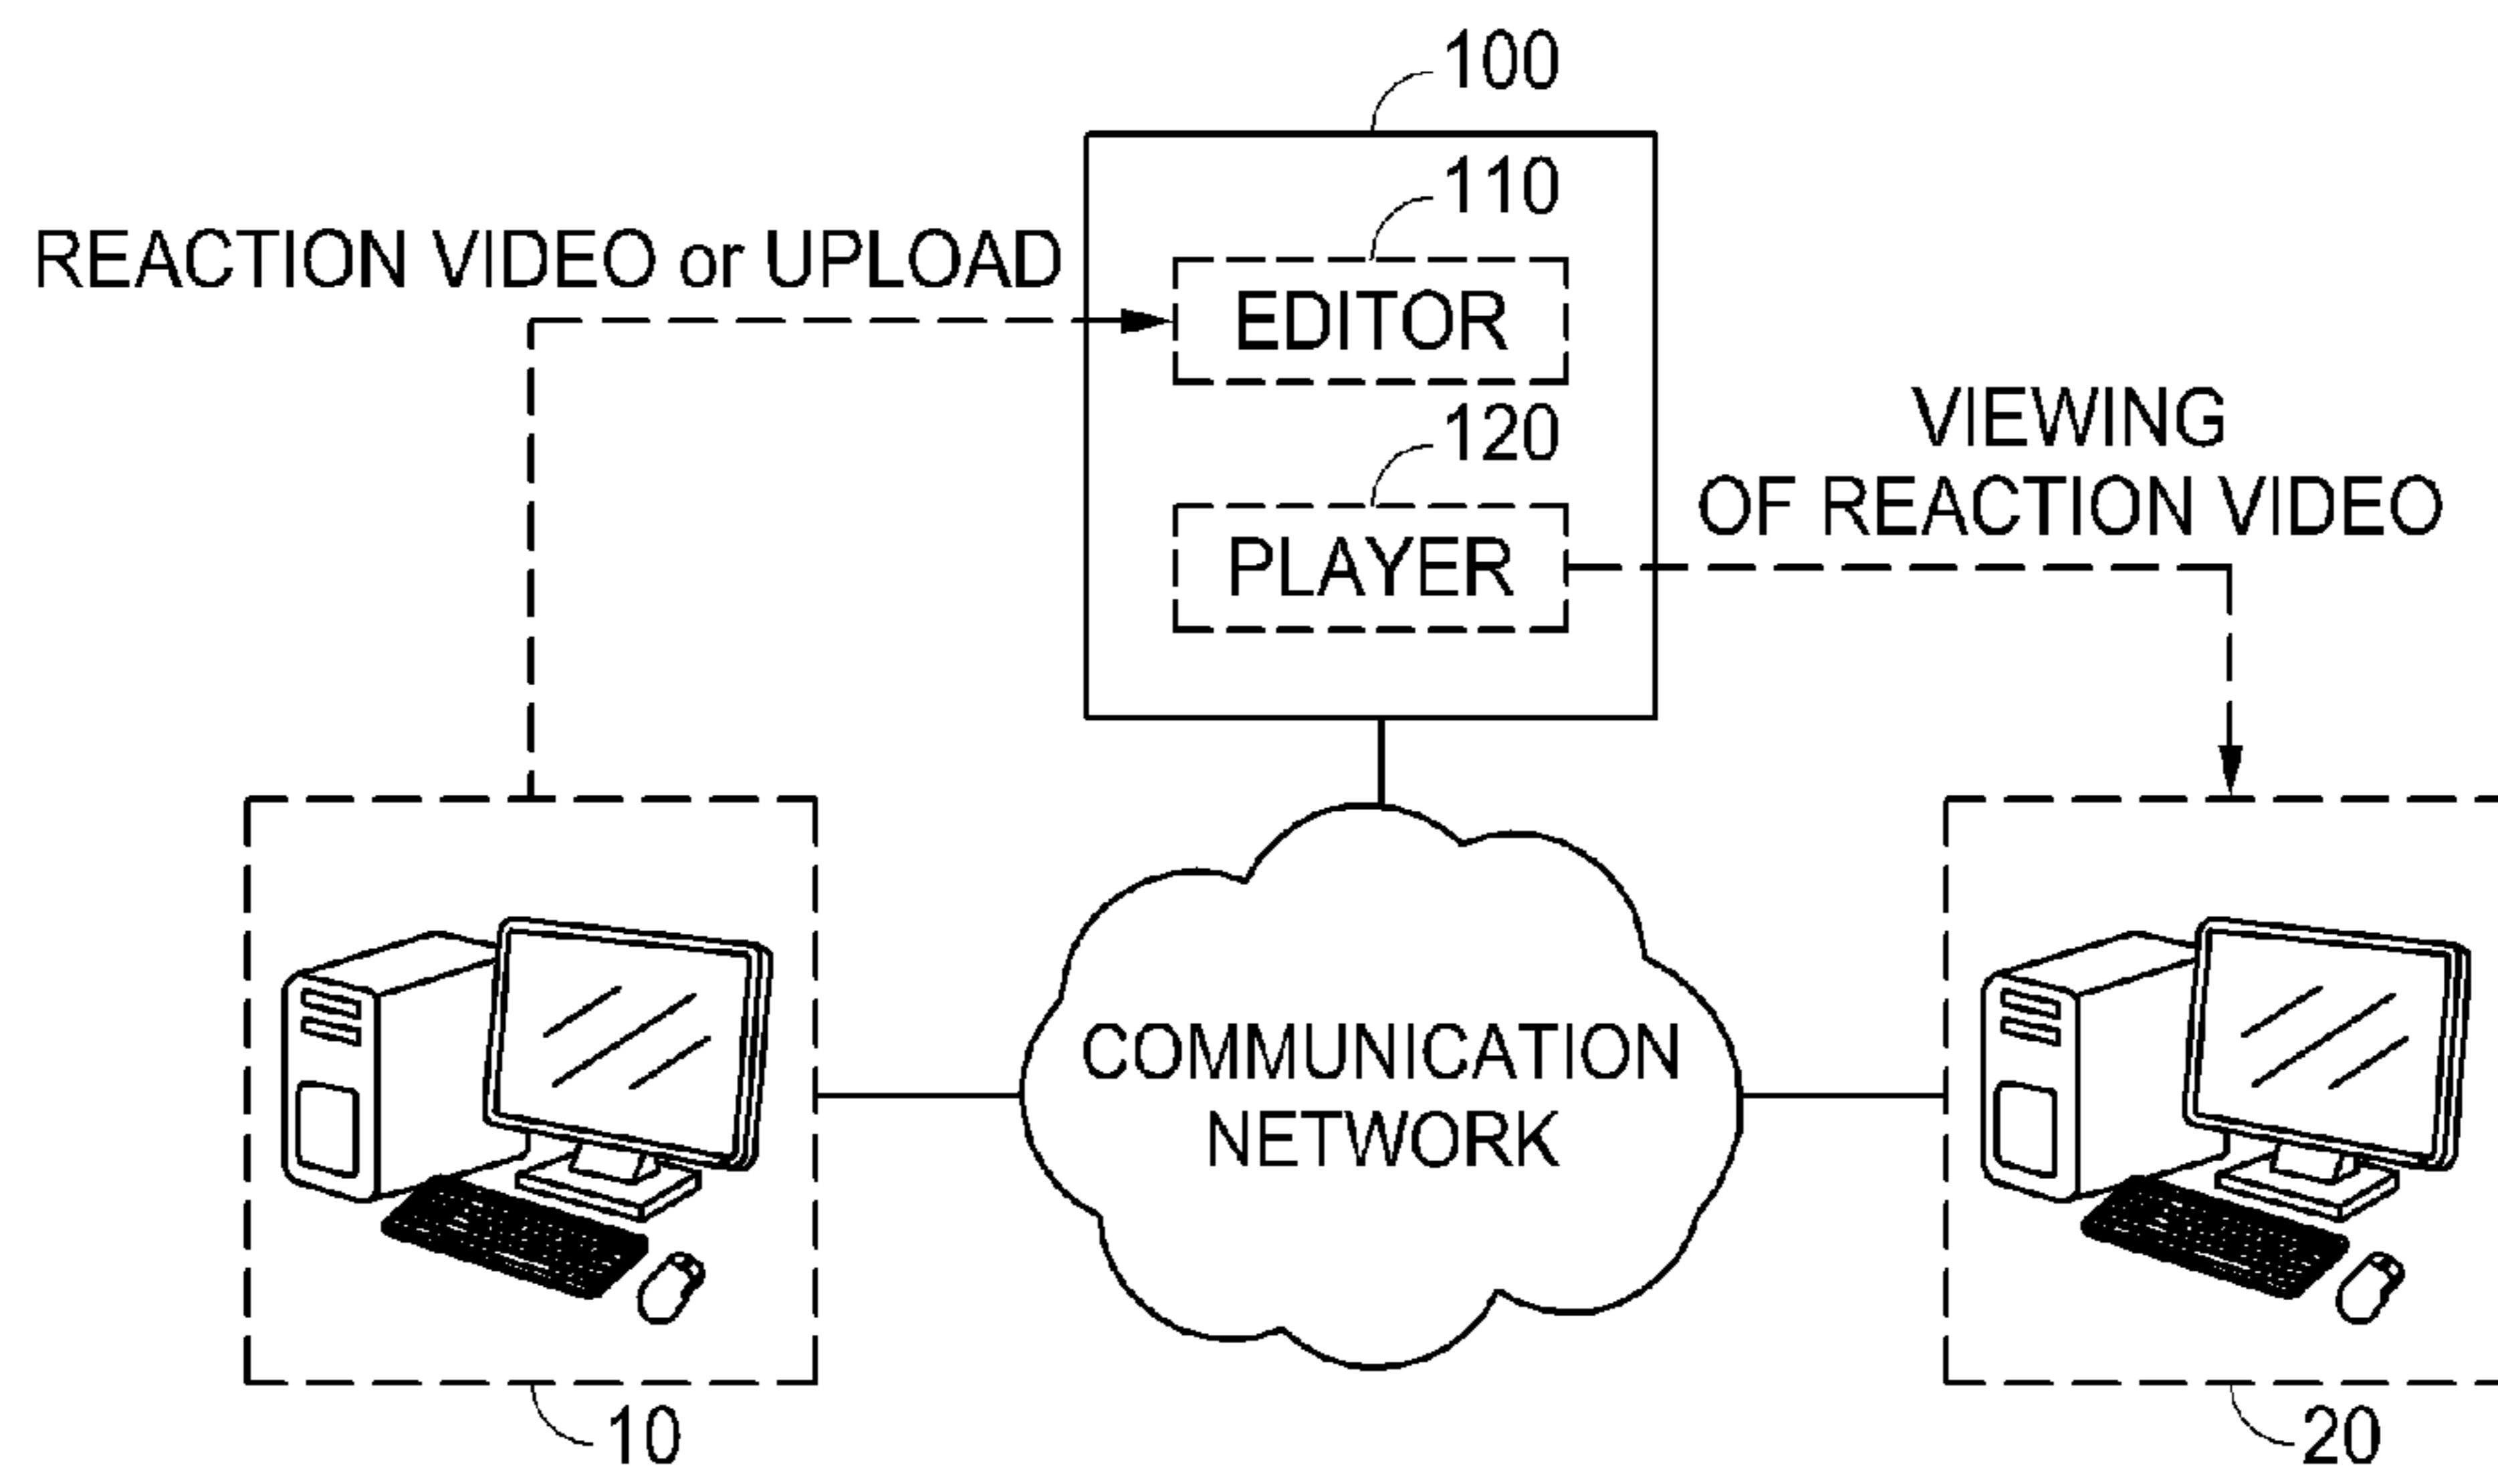 100
110
REACTION VIDEO or UPLOAD
EDITOR
120
VIEWING
OF REACTION VIDEO
PLAYER
COMMUNICATION
NETWORK
10
20